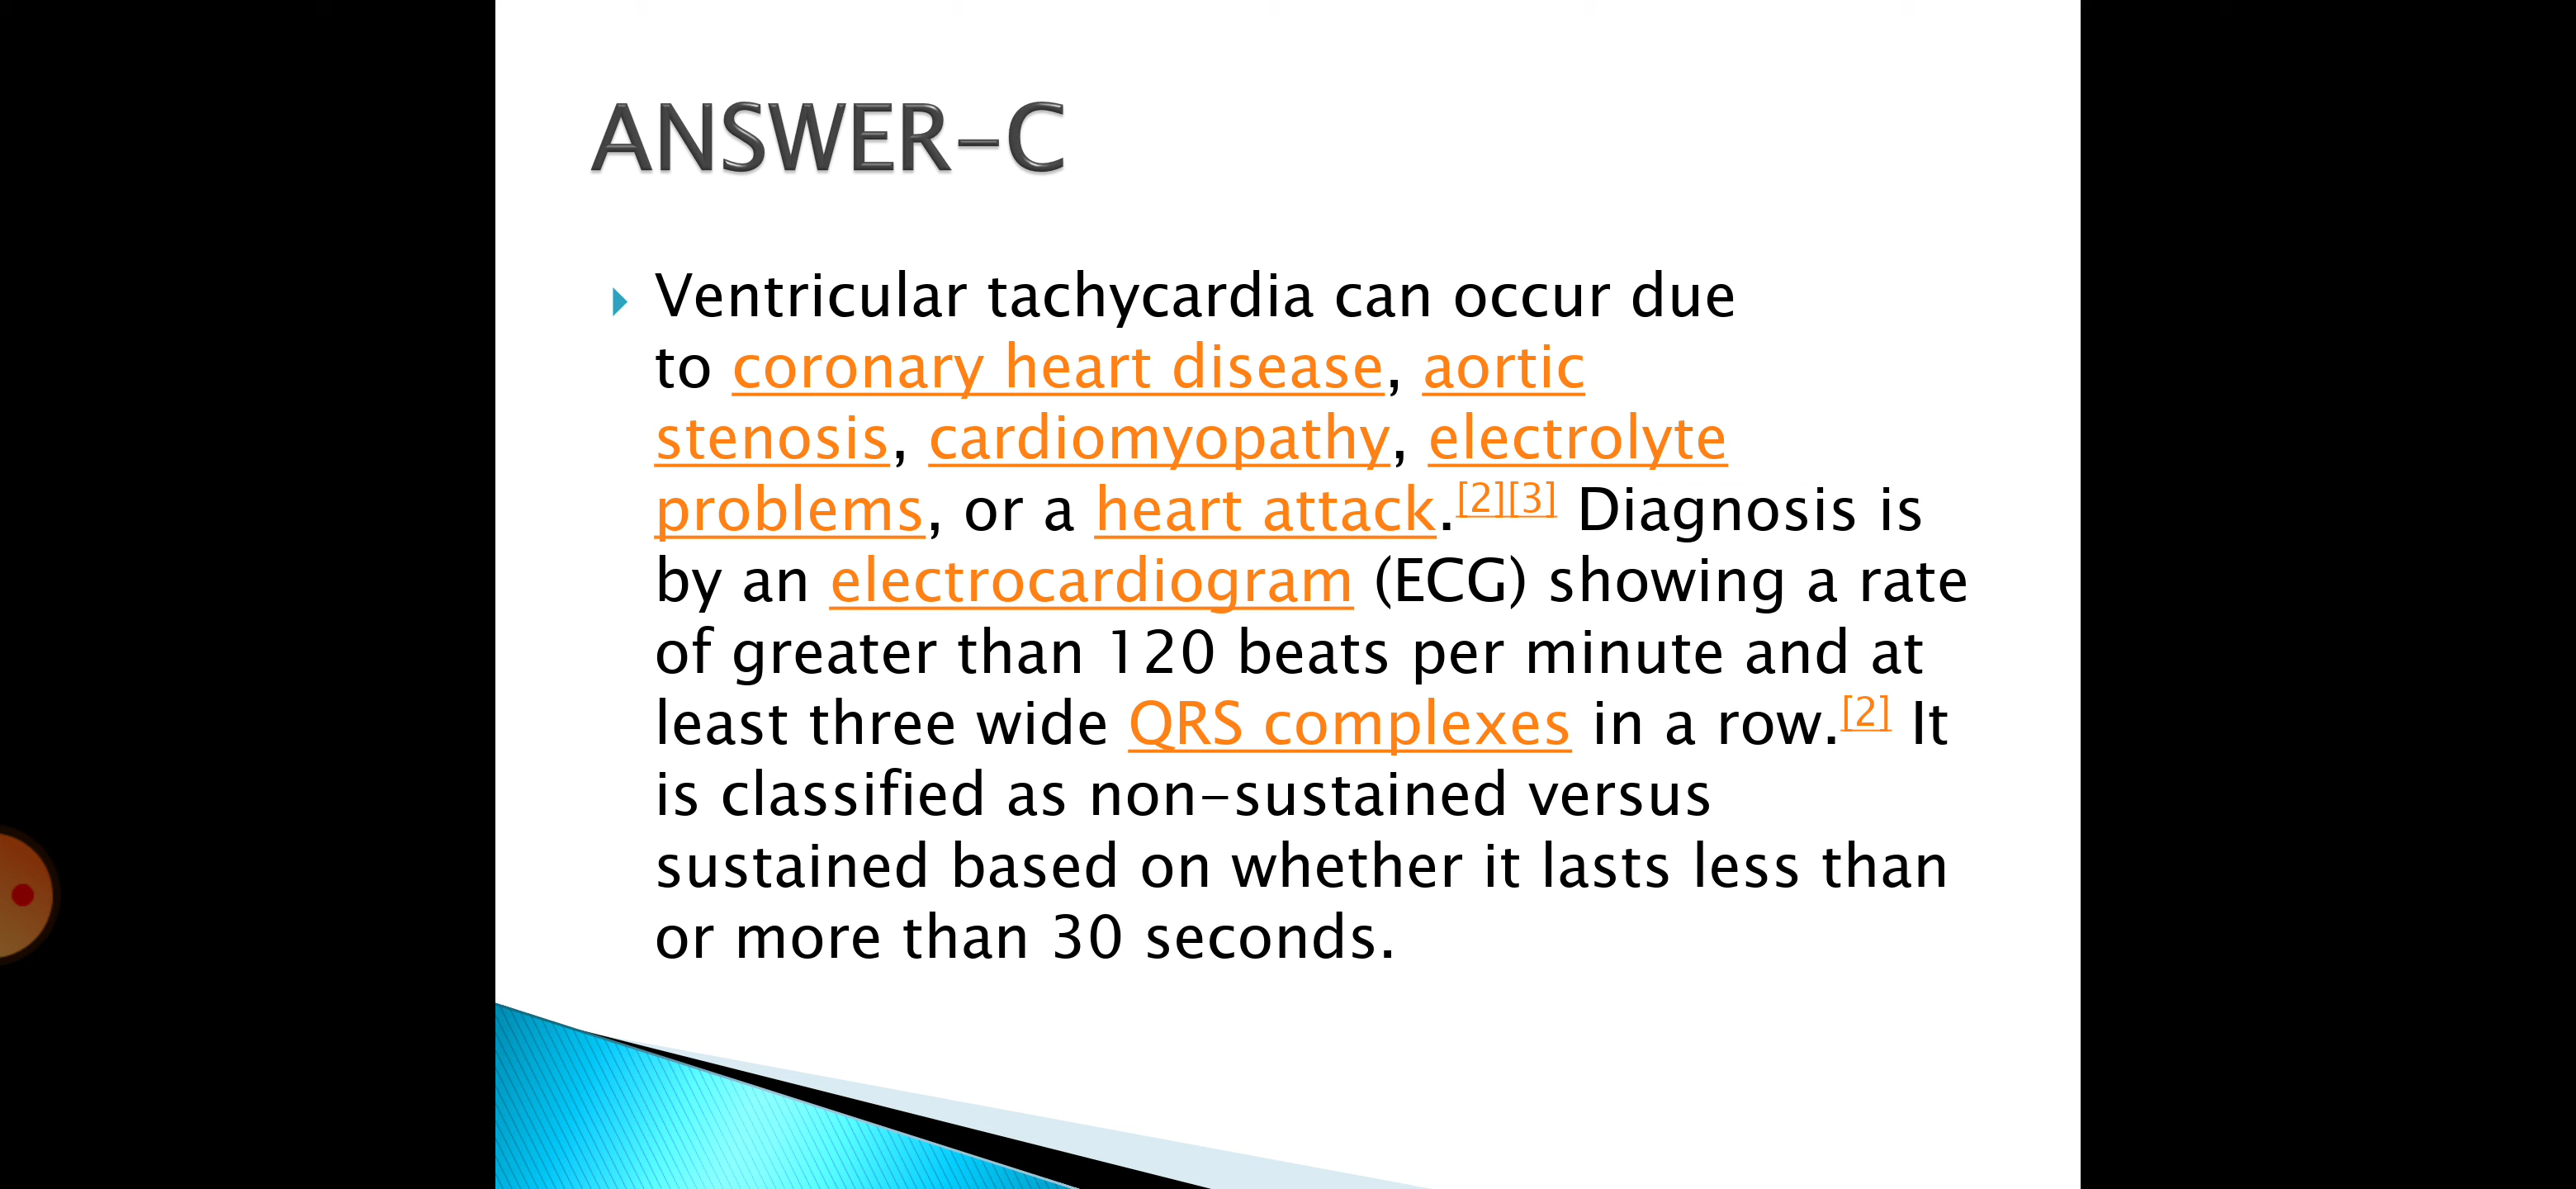 ANSWER-C
Ventricular tachycardia can occur due
to coronary heart disease, aortic
stenosis, cardiomyopathy, electrolyte
problems, or a heart attack.[2][3] Diagnosis is
by an electrocardiogram (ECG) showing a rate
of greater than 120 beats per minute and at
least three wide QRS complexes in a row.[2] It
is classified as non-sustained versus
sustained based on whether it lasts less than
or more than 30 seconds.